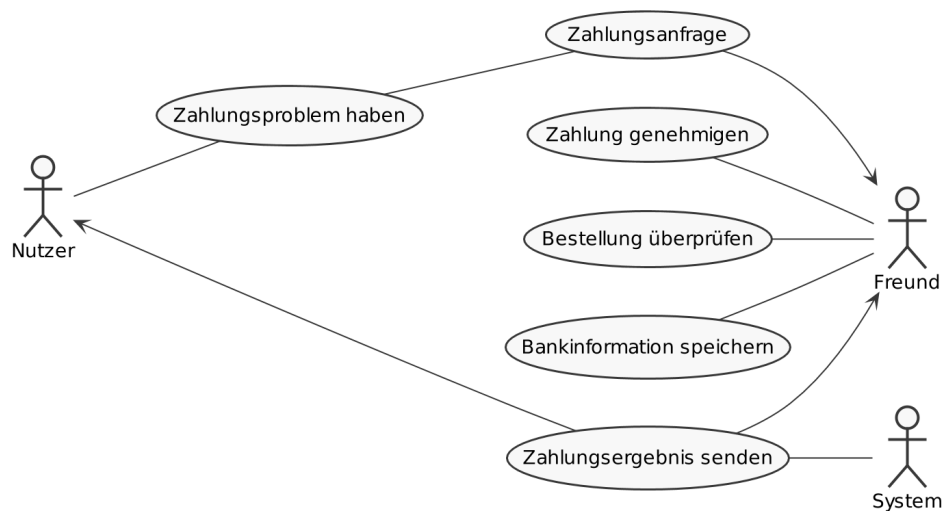 Zahlungsanfrage
Zahlungsproblem haben
Zahlung genehmigen
Nutzer
Bestellung überprüfen
Freund
Bankinformation speichern
Zahlungsergebnis senden
System